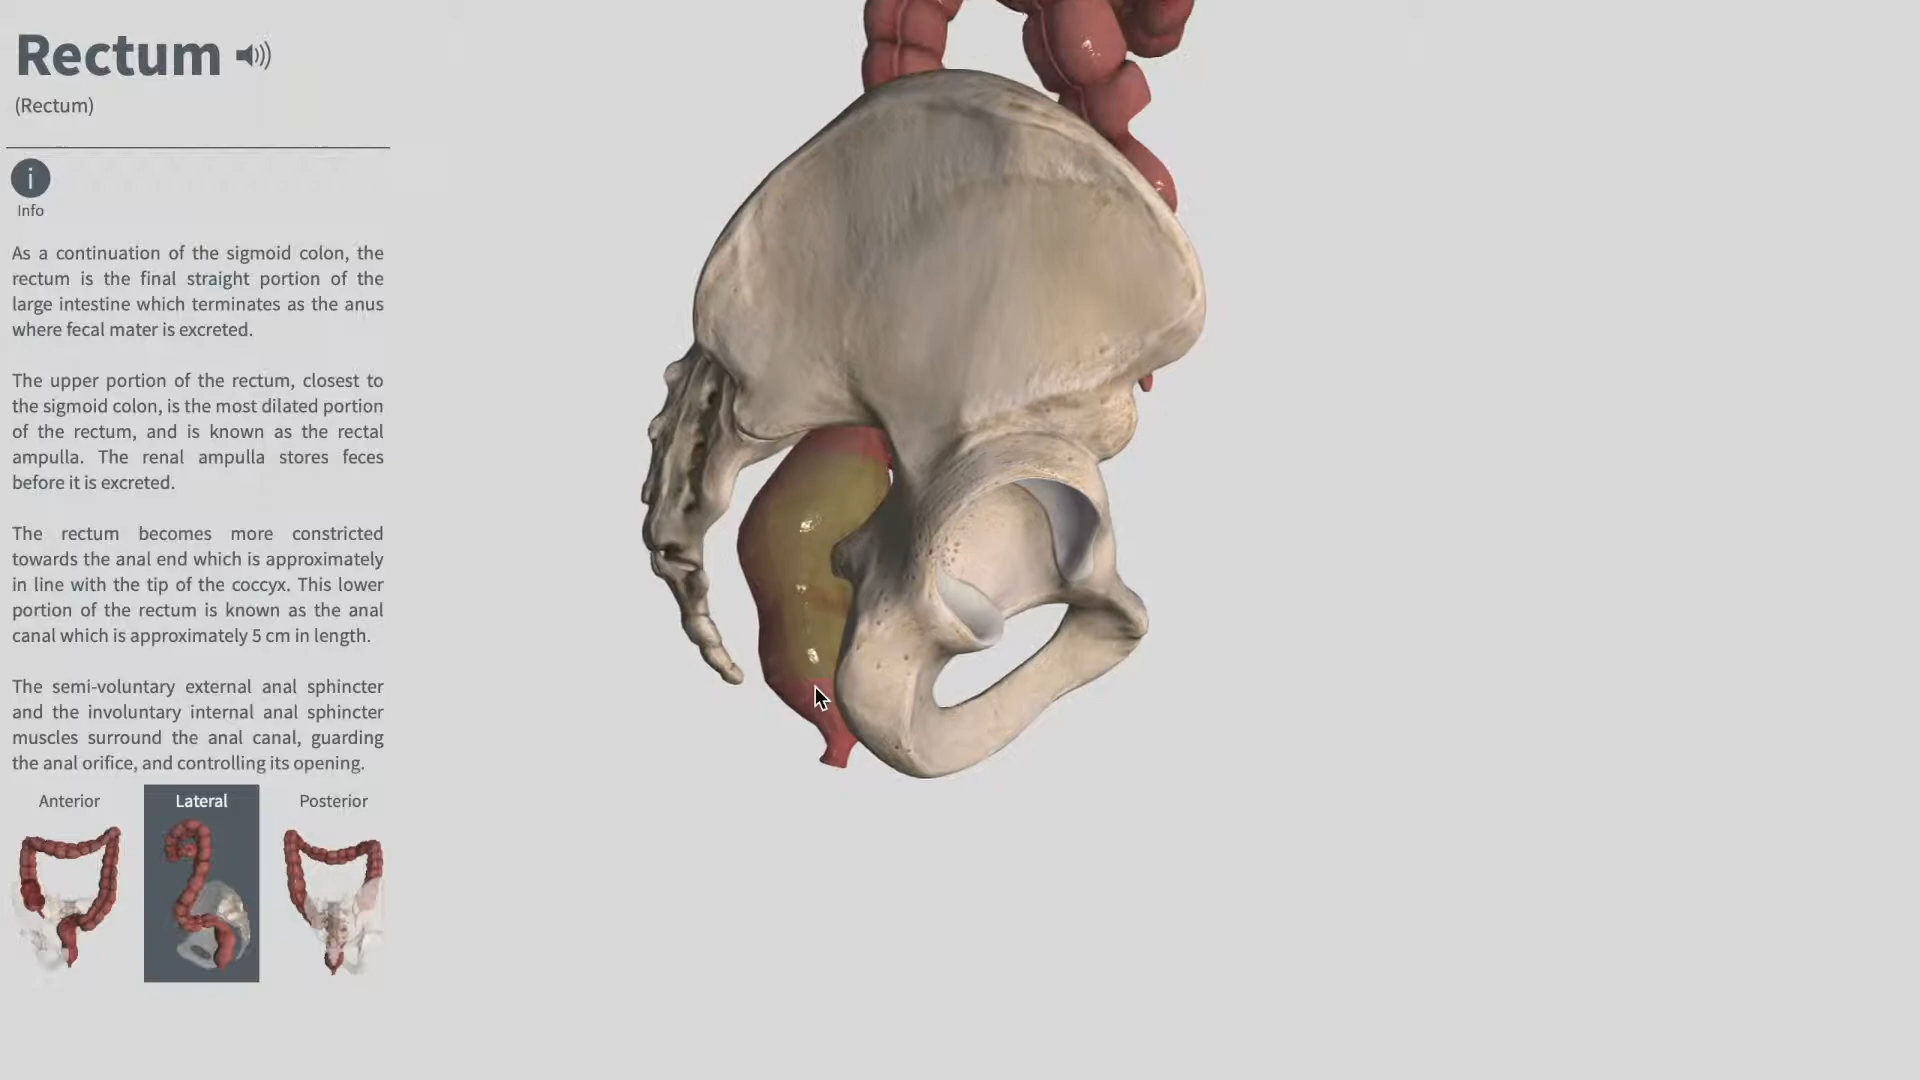 Rectum
(Rectum)
i
Info
As a continuation of the sigmoid colon, the
rectum is the final straight portion of the
large intestine which terminates as the anus
where fecal mater is excreted.
The upper portion of the rectum, closest to
the sigmoid colon, is the most dilated portion
of the rectum, and is known as the rectal
ampulla. The renal ampulla stores feces
before it is excreted.
The rectum becomes more constricted
towards the anal end which is approximately
in line with the tip of the coccyx. This lower
portion of the rectum is known as the anal
canal which is approximately 5 cm in length.
The semi-voluntary external anal sphincter
and the involuntary internal anal sphincter
muscles surround the anal canal, guarding
the anal orifice, and controlling its opening.
Anterior Lateral Posterior